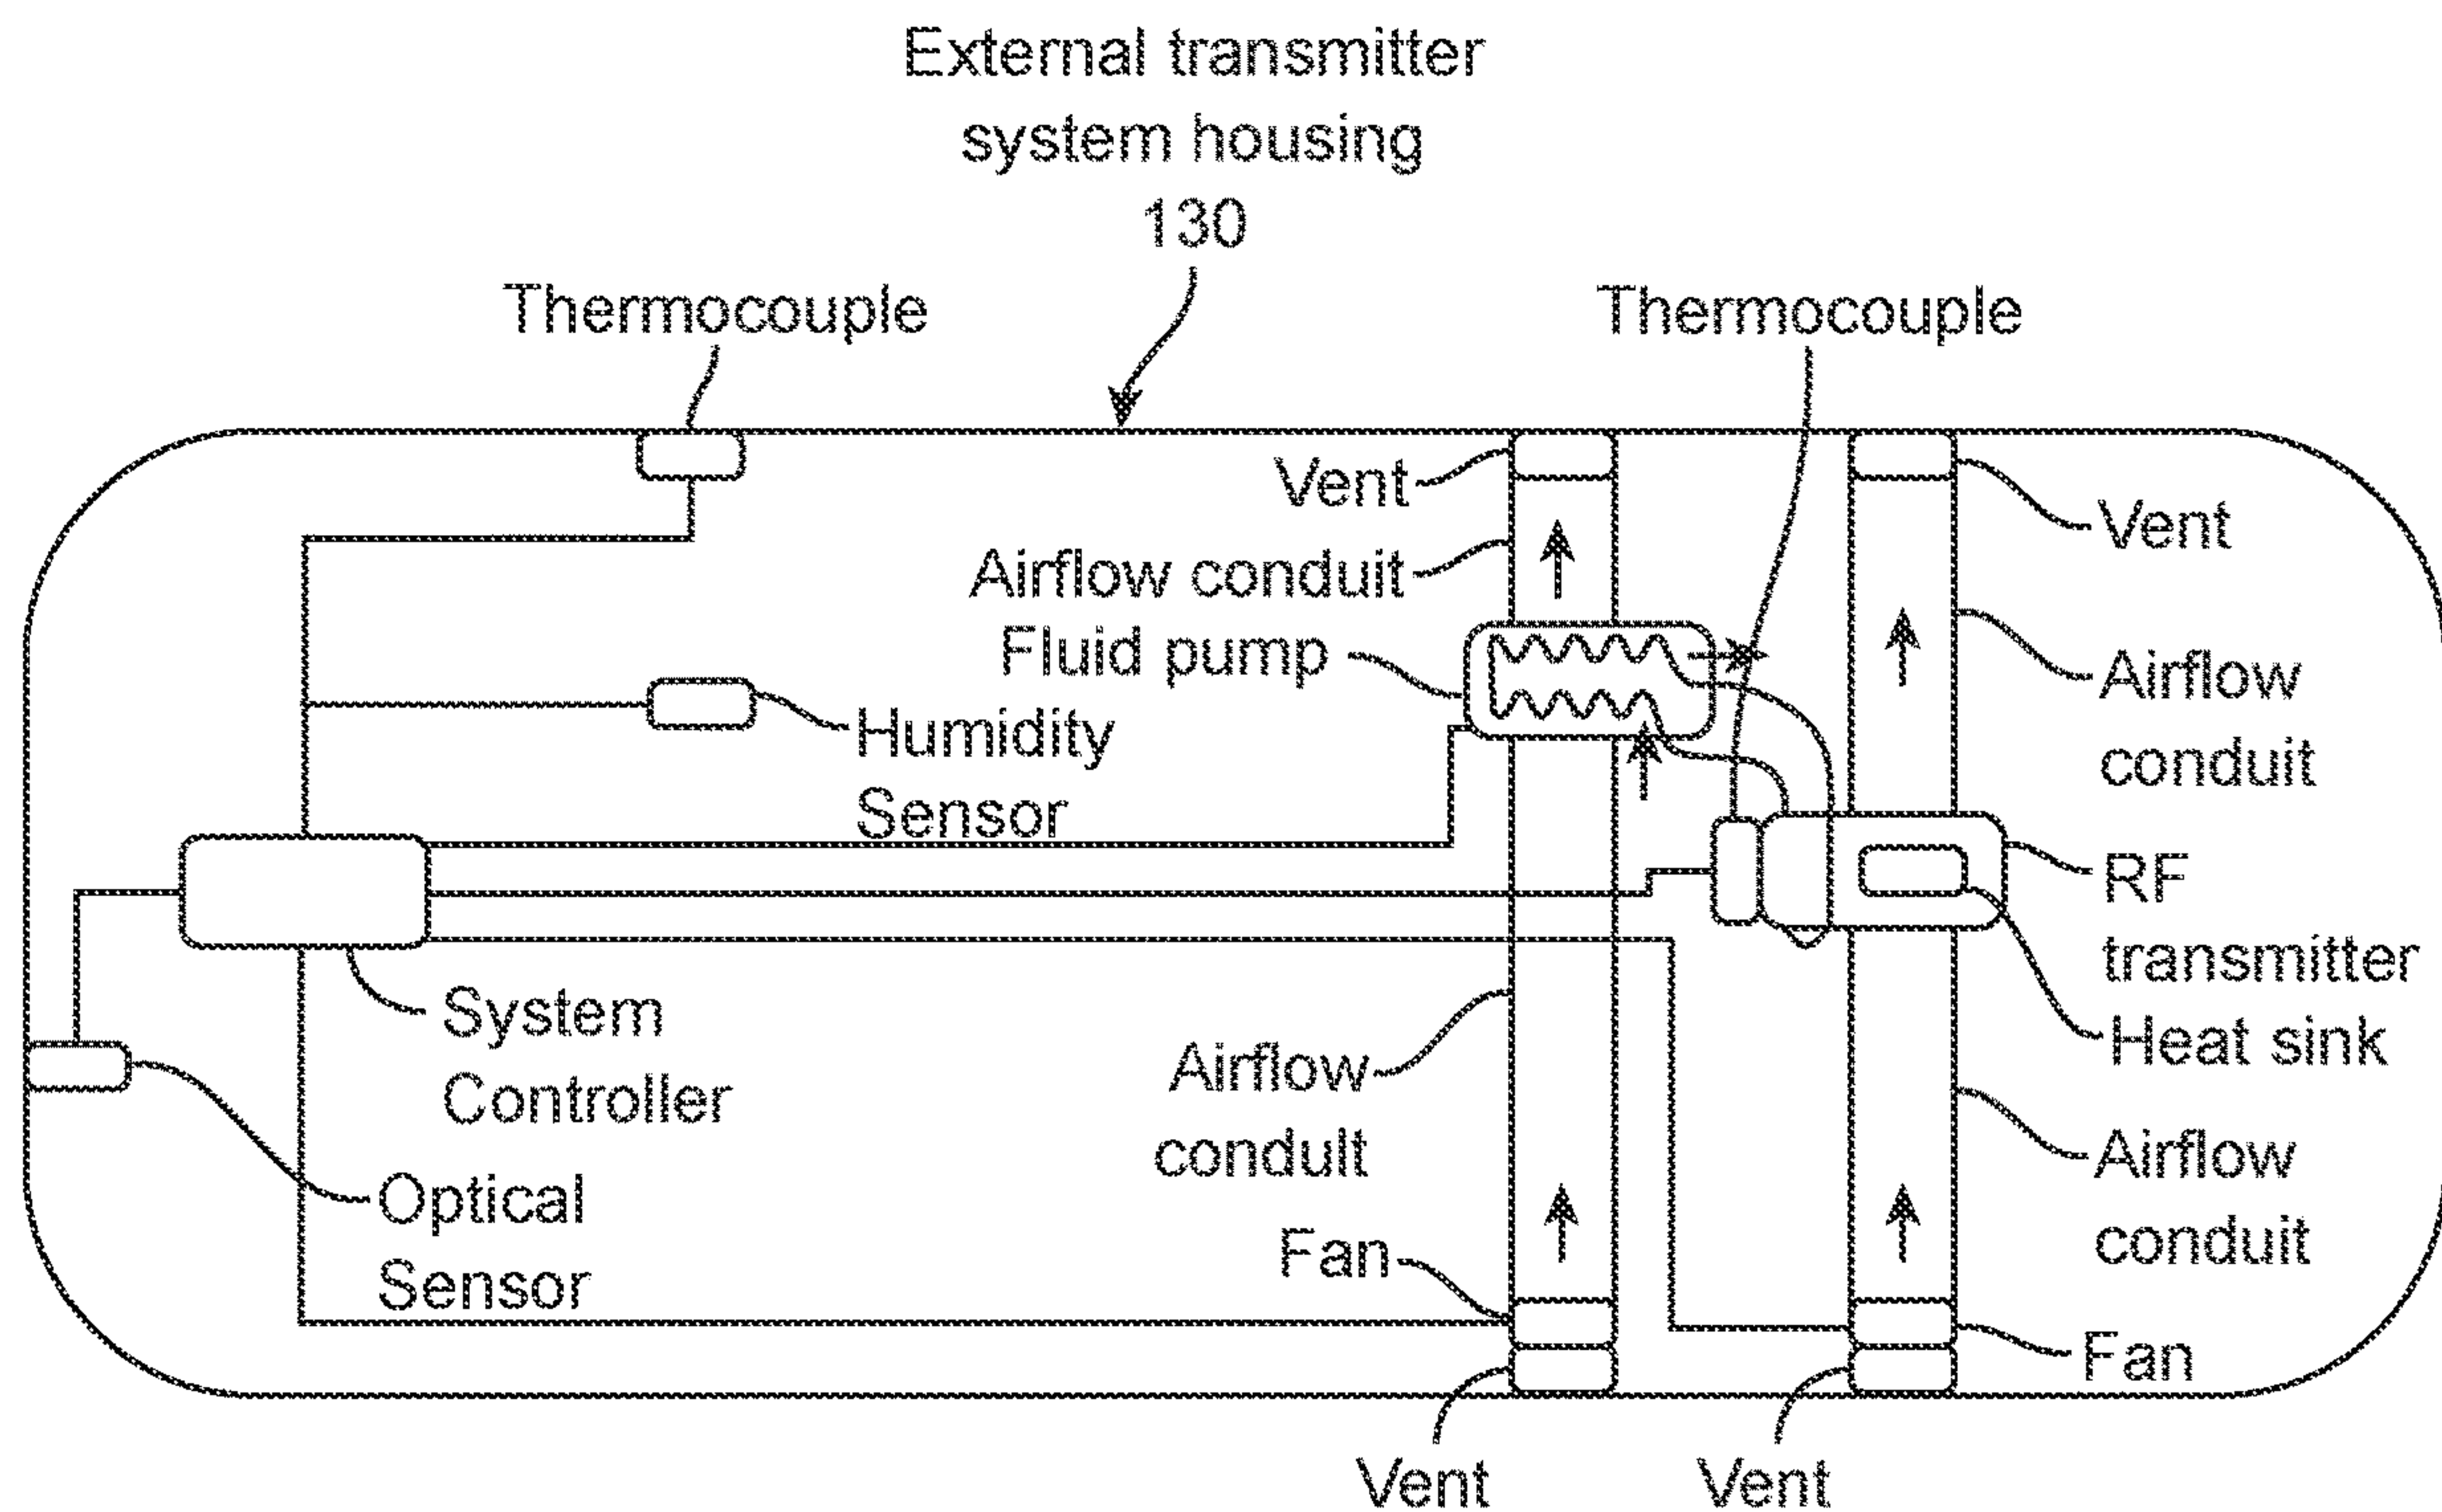 External transmitter
system housing
130
Thermocouple
Thermocouple
Vent
Vent
Airflow conduit
Fluid pump
Airflow
conduit
Humidity
Sensor
RF
transmitter
Heat sink
System
Controller
Airflow
conduit
Airflow
conduit
Optical
Sensor
Fan
Fan
Vent
Vent